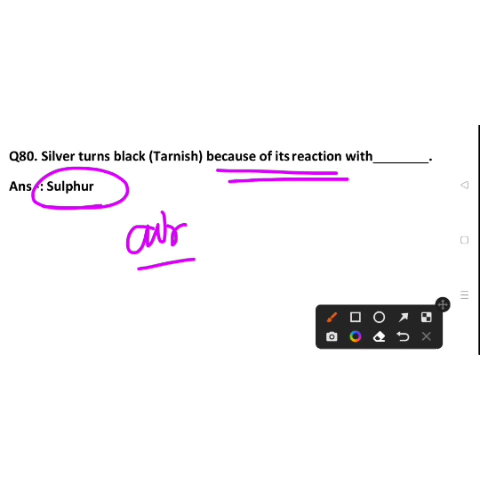 Q80. Silver turns black (Tarnish) because of its reaction with________.
Ans : Sulphur